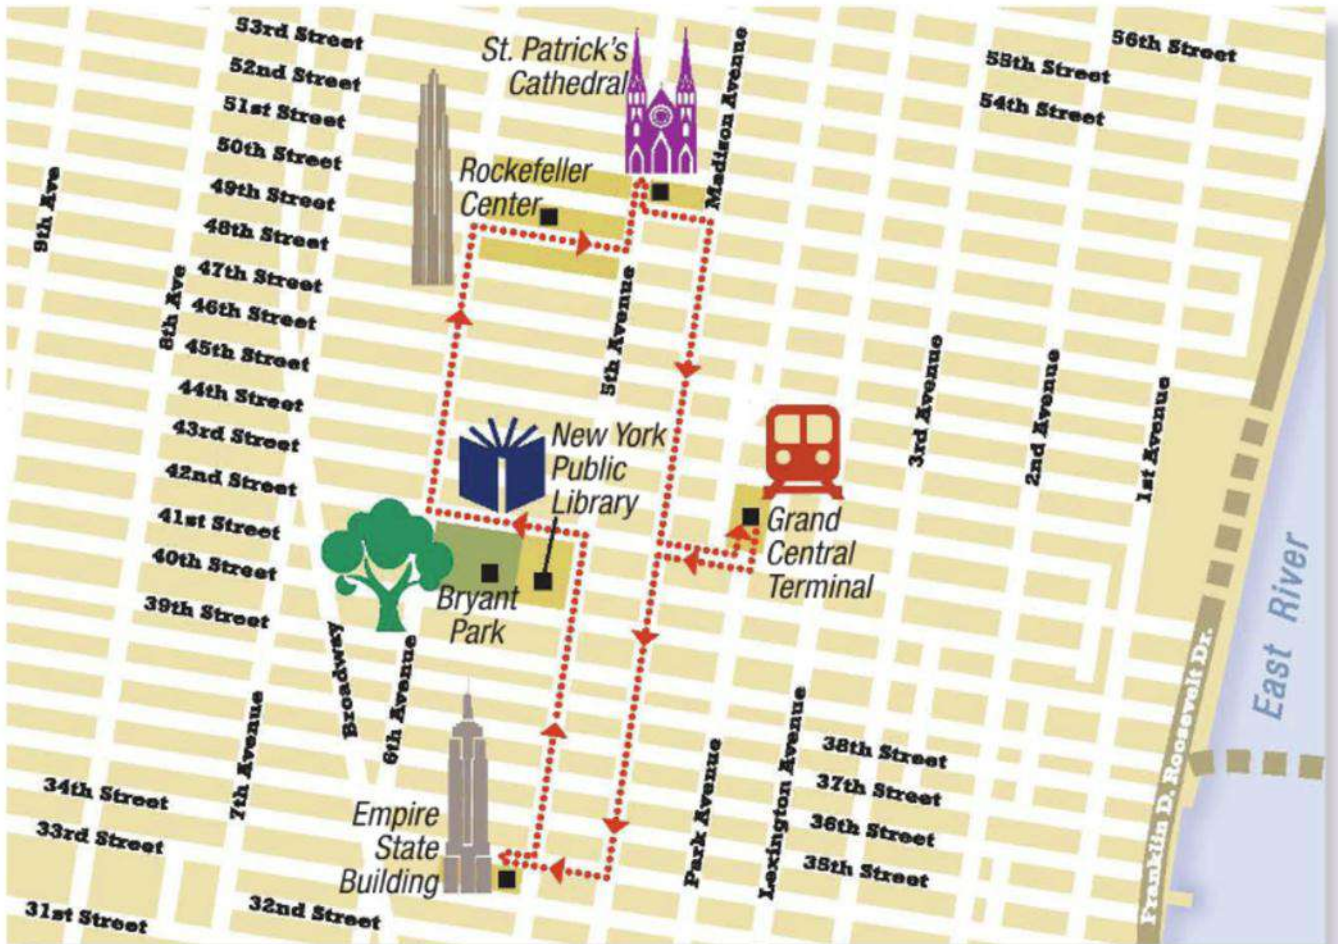 53rd Street
52nd Street
51st Street
50th Street
49th Street
48th Street
47th Street
46th Street
45th Street
44th Street
43rd Street
42nd Street
41st Street
40th Street
39th Street
34th Street
33rd Street
31st Street
32nd Street
9th Ave
8th Ave
7th Avenue
Broadway
6th Avenue
St. Patrick's
Cathedral
Rockefeller
Center
Madison Avenue
5th Avenue
New York
Public
Library
Bryant
Park
Empire
State
Building
Grand
Central
Terminal
56th Street
55th Street
54th Street
3rd Avenue
2nd Avenue
1st Avenue
Park Avenue
Lexington Avenue
38th Street
37th Street
36th Street
35th Street
Franklin D. Roosevelt Dr.
East River